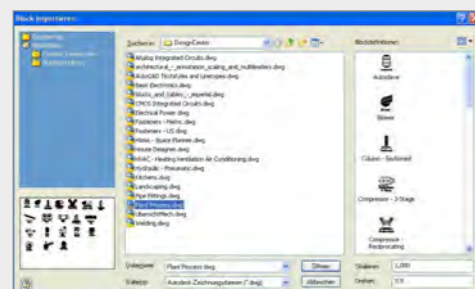 Block importieren
Suchen in: DesignCenter
Blockdefinitionen:
Analog Integrated Circuits.dwg
architectural_-_annotation_scaling_and_multileaders.dwg
AutoCAD Textstyles and Linetypes.dwg
Basic Electronics.dwg
blocks_and_tables_-_imperial.dwg
CMOS Integrated Circuits.dwg
Electrical Power.dwg
Fasteners - Metric.dwg
Fasteners - US.dwg
Home - Space Planner.dwg
House Designer.dwg
HVAC - Heating Ventilation Air Conditioning.dwg
Hydraulic - Pneumatic.dwg
Kitchens.dwg
Landscaping.dwg
Pipe Fittings.dwg
Plant Process.dwg
Welding.dwg
Autoclave
Blower
Column - Sectioned
Compressor - 3-Stage
Compressor - Reciprocating
Dateiname: Plant Process.dwg
Öffnen
Skalieren: 1,000
Dateityp: Autodesk-Zeichnungsdateien (*.dwg)
Abbrechen
Drehen: 0.0